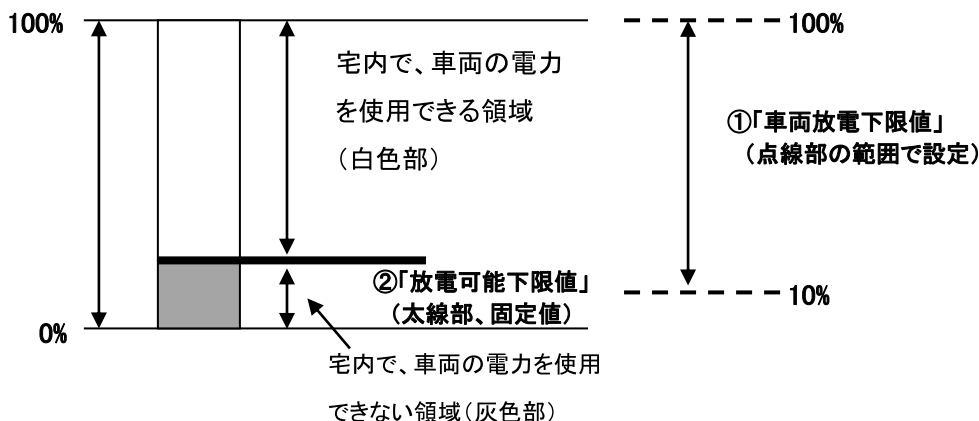 100%
宅内で、車両の電力
を使用できる領域
（白色部）
②「放電可能下限値」
（太線部、固定値）
0%
宅内で、車両の電力を使用
できない領域（灰色部）
100%
①「車両放電下限値」
（点線部の範囲で設定）
10%